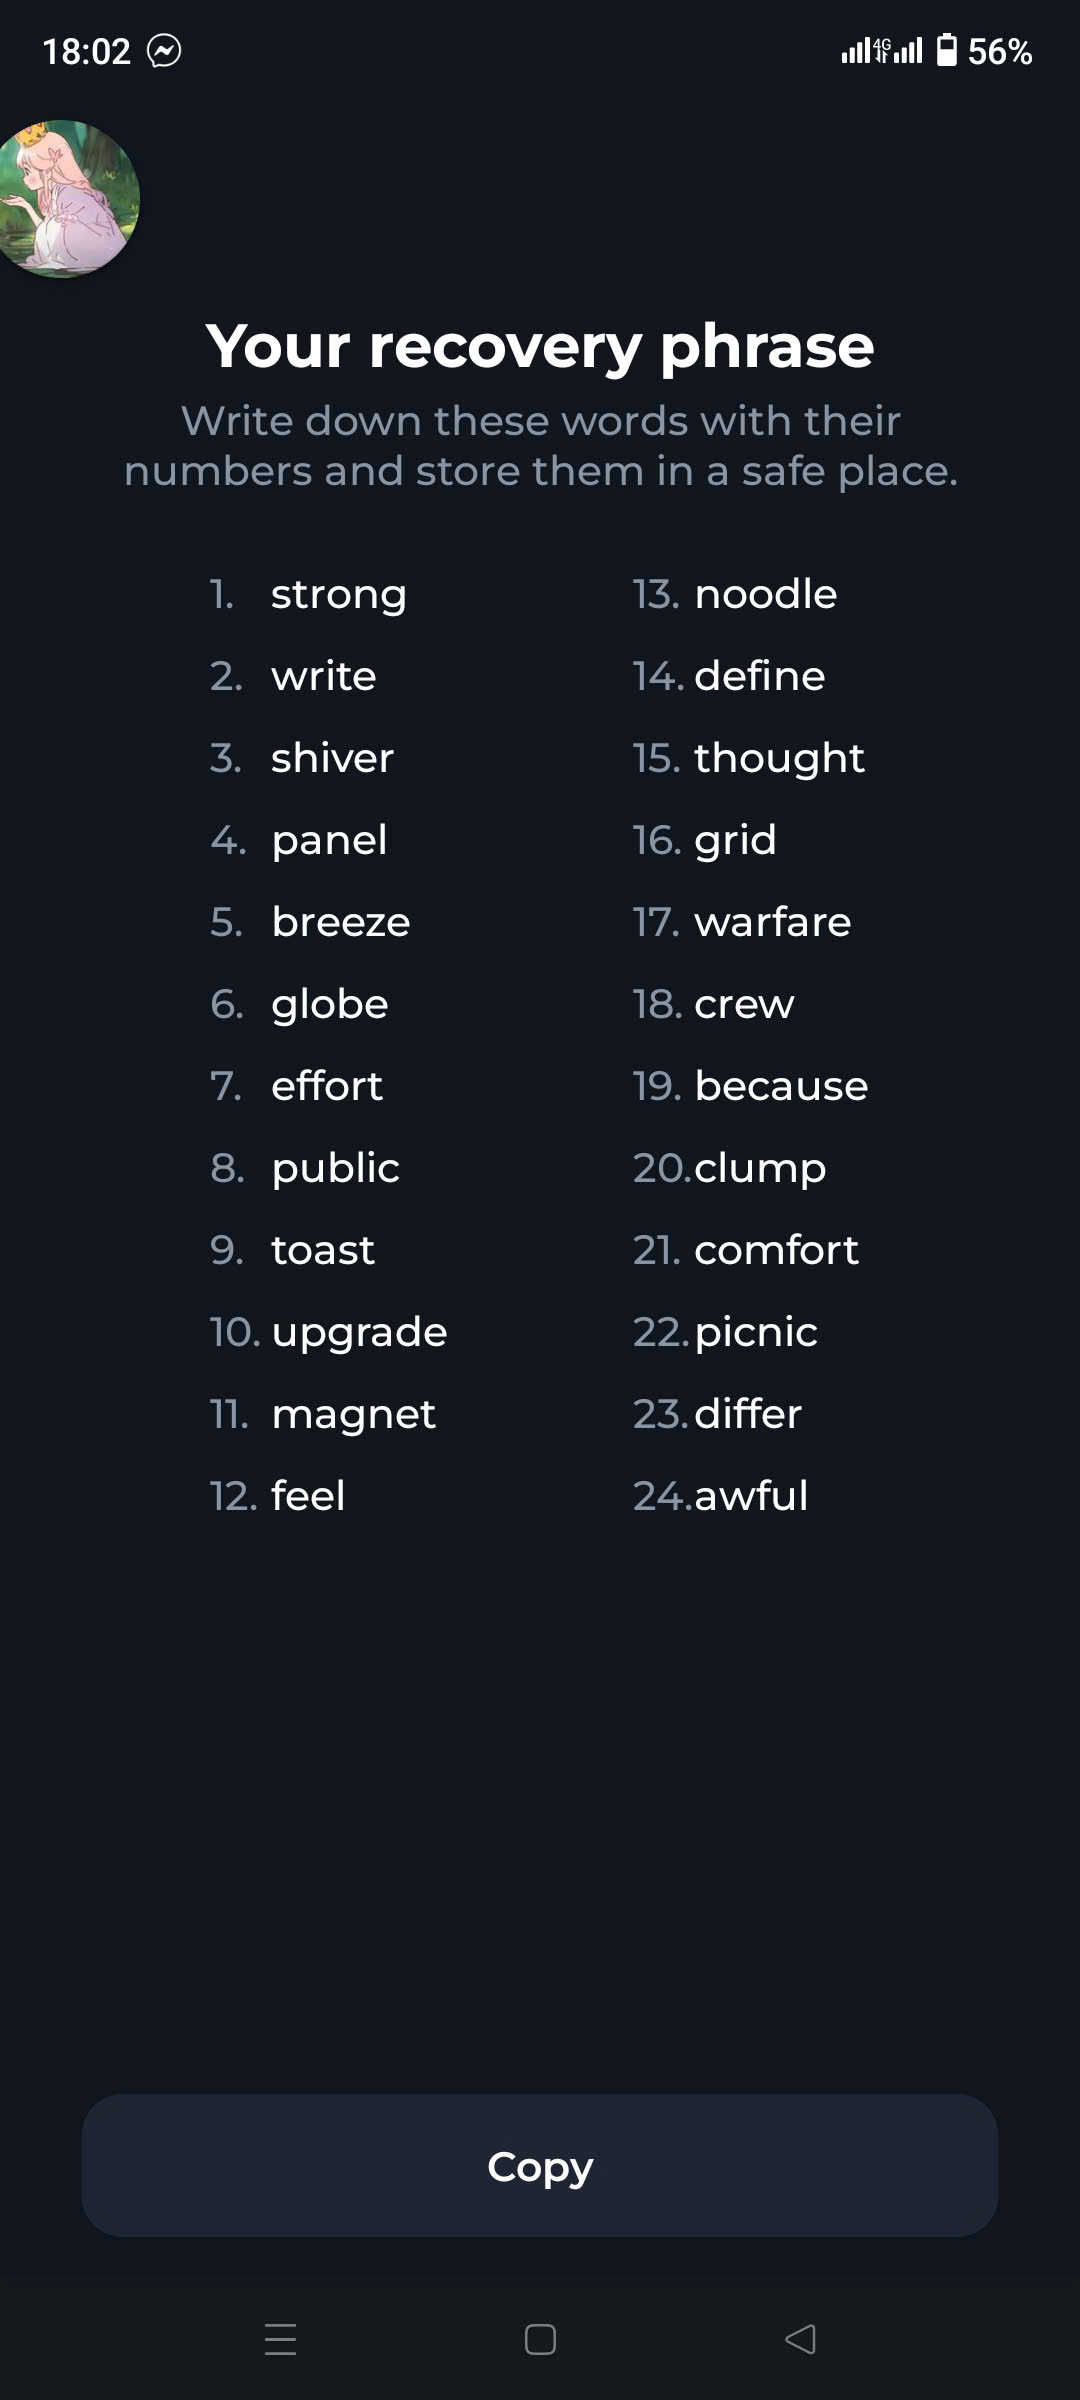 18:02
4G
56%
Your recovery phrase
Write down these words with their
numbers and store them in a safe place.
1. strong
2. write
3. shiver
4. panel
5. breeze
6. globe
7. effort
8. public
9. toast
10. upgrade
11. magnet
12. feel
13. noodle
14. define
15. thought
16. grid
17. warfare
18. crew
19. because
20. clump
21. comfort
22. picnic
23. differ
24. awful
Copy